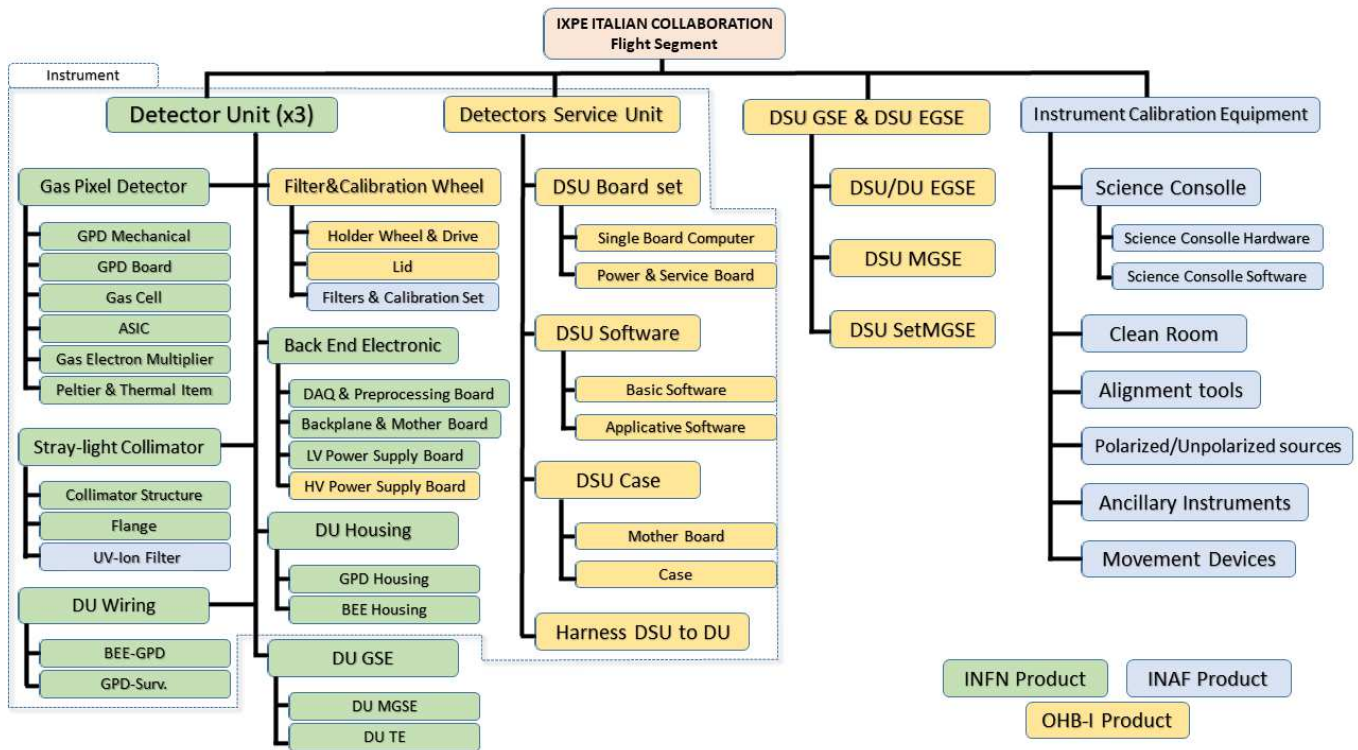 IXPE ITALIAN COLLABORATION
Flight Segment
Instrument
Detector Unit (x3)
Gas Pixel Detector
GPD Mechanical
GPD Board
Gas Cell
ASIC
Gas Electron Multiplier
Peltier & Thermal Item
Stray-light Collimator
Collimator Structure
Flange
UV-Ion Filter
DU Wiring
BEE-GPD
GPD-Surv.
Filter&Calibration Wheel
Holder Wheel & Drive
Lid
Filters & Calibration Set
Back End Electronic
DAQ & Preprocessing Board
Backplane & Mother Board
LV Power Supply Board
HV Power Supply Board
DU Housing
GPD Housing
BEE Housing
DU GSE
DU MGSE
DU TE
Detectors Service Unit
DSU Board set
Single Board Computer
Power & Service Board
DSU Software
Basic Software
Applicative Software
DSU Case
Mother Board
Case
Harness DSU to DU
DSU GSE & DSU EGSE
DSU/DU EGSE
DSU MGSE
DSU SetMGSE
Instrument Calibration Equipment
Science Consolle
Science Consolle Hardware
Science Consolle Software
Clean Room
Alignment tools
Polarized/Unpolarized sources
Ancillary Instruments
Movement Devices
INFN Product
INAF Product
OHB-I Product